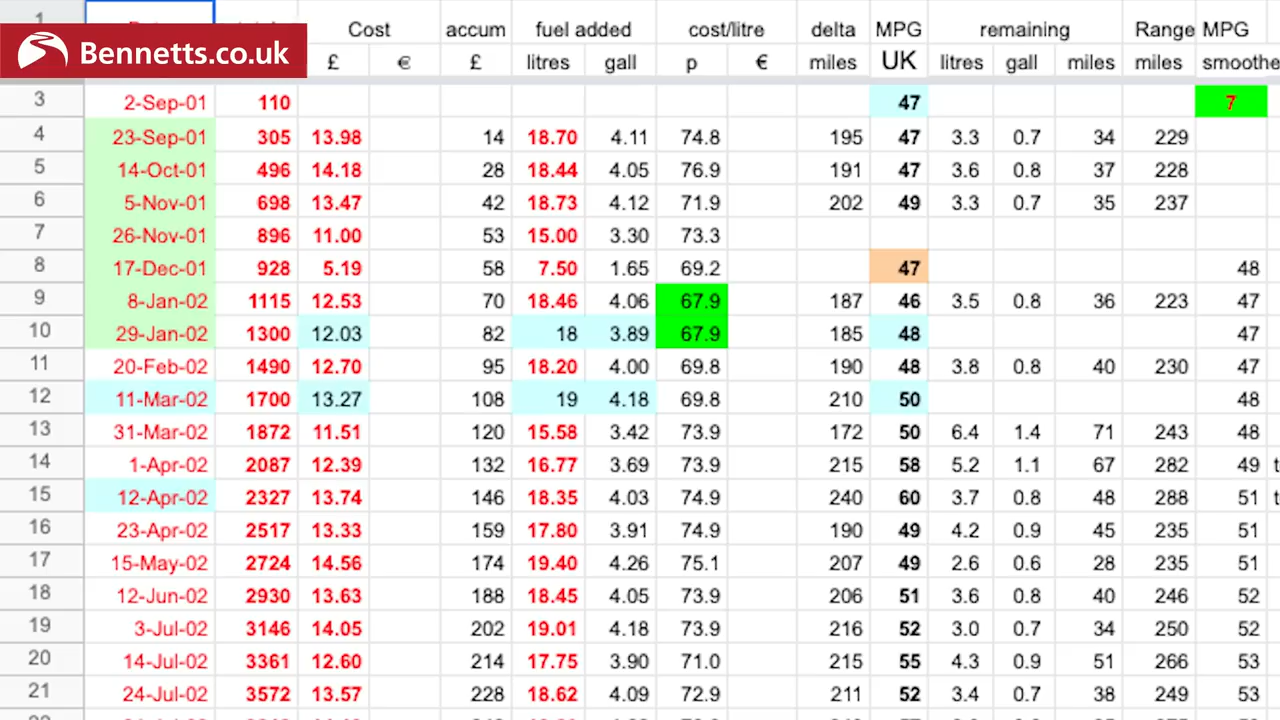 1 Cost accum fuel added cost/litre delta MPG remaining Range MPG
Bennetts.co.uk
£ € £ litres gall p € miles UK litres gall miles miles smoothe
3 2-Sep-01 110 47 7
4 23-Sep-01 305 13.98 14 18.70 4.11 74.8 195 47 3.3 0.7 34 229
5 14-Oct-01 496 14.18 28 18.44 4.05 76.9 191 47 3.6 0.8 37 228
6 5-Nov-01 698 13.47 42 18.73 4.12 71.9 202 49 3.3 0.7 35 237
7 26-Nov-01 896 11.00 53 15.00 3.30 73.3
8 17-Dec-01 928 5.19 58 7.50 1.65 69.2 47 48
9 8-Jan-02 1115 12.53 70 18.46 4.06 67.9 187 46 3.5 0.8 36 223 47
10 29-Jan-02 1300 12.03 82 18 3.89 67.9 185 48 47
11 20-Feb-02 1490 12.70 95 18.20 4.00 69.8 190 48 3.8 0.8 40 230 47
12 11-Mar-02 1700 13.27 108 19 4.18 69.8 210 50 48
13 31-Mar-02 1872 11.51 120 15.58 3.42 73.9 172 50 6.4 1.4 71 243 48
14 1-Apr-02 2087 12.39 132 16.77 3.69 73.9 215 58 5.2 1.1 67 282 49 t
15 12-Apr-02 2327 13.74 146 18.35 4.03 74.9 240 60 3.7 0.8 48 288 51 t
16 23-Apr-02 2517 13.33 159 17.80 3.91 74.9 190 49 4.2 0.9 45 235 51
17 15-May-02 2724 14.56 174 19.40 4.26 75.1 207 49 2.6 0.6 28 235 51
18 12-Jun-02 2930 13.63 188 18.45 4.05 73.9 206 51 3.6 0.8 40 246 52
19 3-Jul-02 3146 14.05 202 19.01 4.18 73.9 216 52 3.0 0.7 34 250 52
20 14-Jul-02 3361 12.60 214 17.75 3.90 71.0 215 55 4.3 0.9 51 266 53
21 24-Jul-02 3572 13.57 228 18.62 4.09 72.9 211 52 3.4 0.7 38 249 53